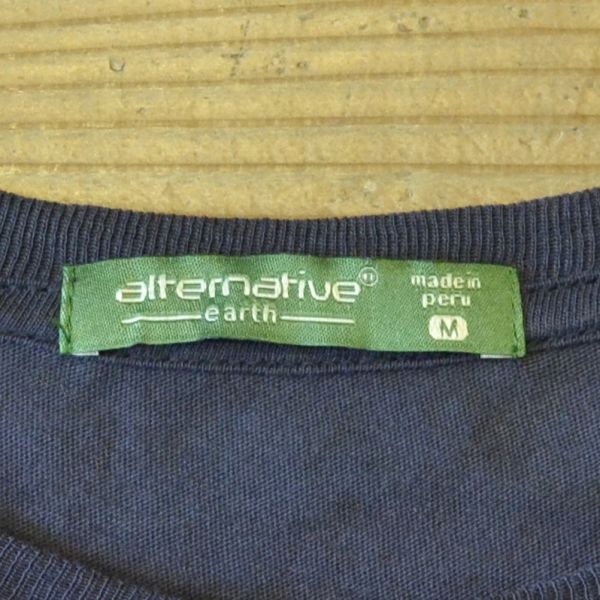 alternative®
earth
made in
peru
M